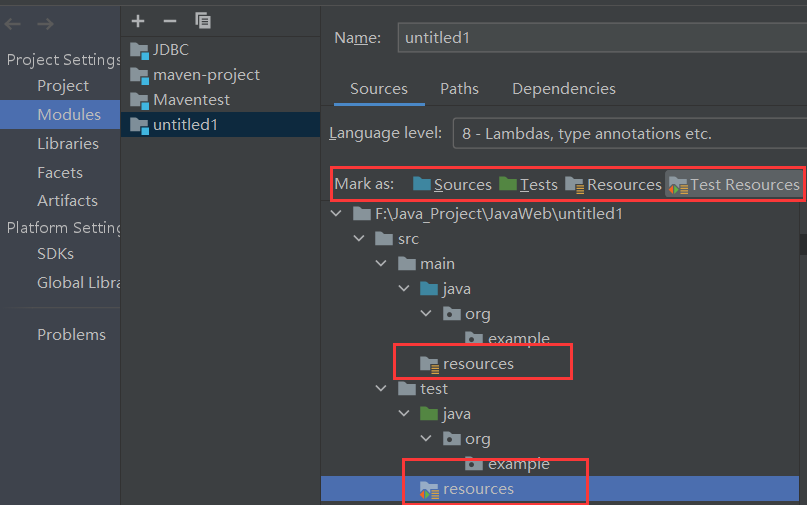 Project Settings
Project
Modules
Libraries
Facets
Artifacts
Platform Setting
SDKs
Global Libra
Problems
JDBC
maven-project
Maventest
untitled1
Name: untitled1
Sources Paths Dependencies
Language level: 8 - Lambdas, type annotations etc.
Mark as: Sources Tests Resources Test Resources
F:\Java_Project\JavaWeb\untitled1
src
main
java
org
example
resources
test
java
org
example
resources